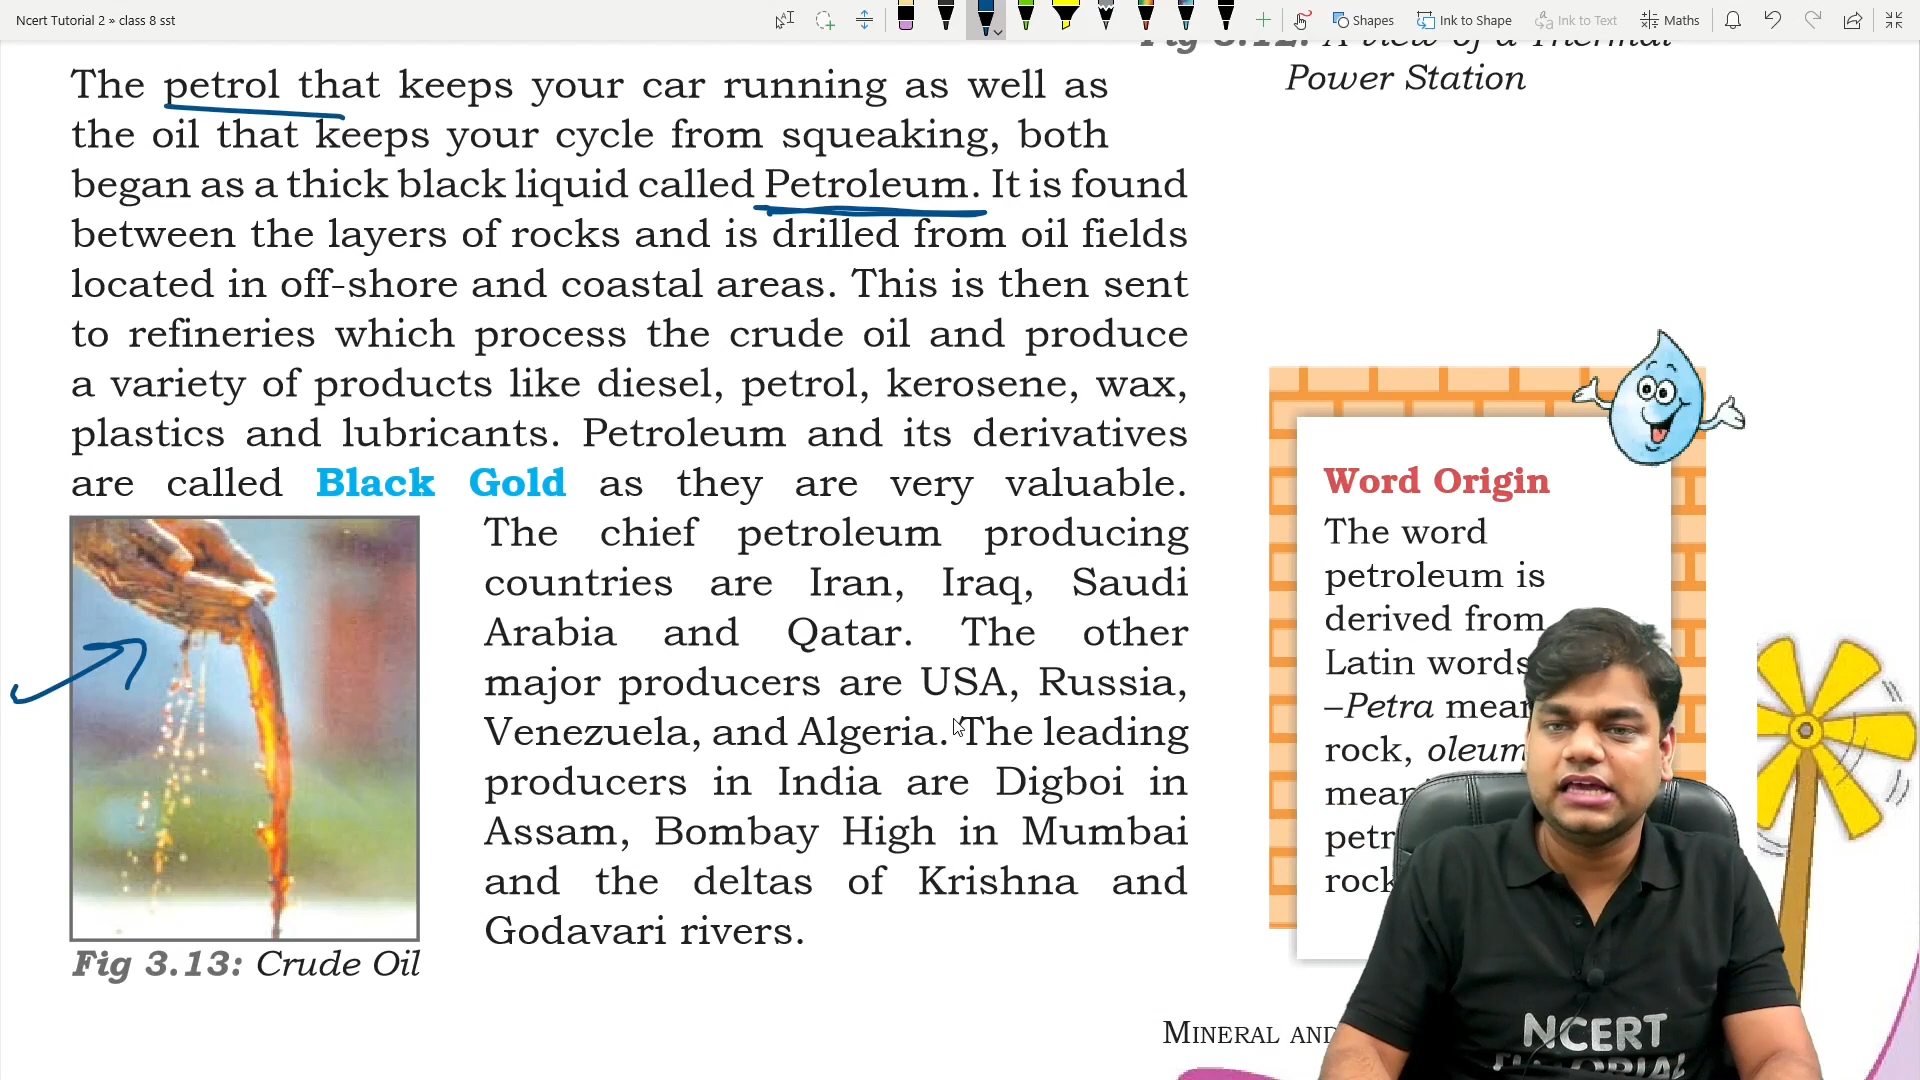 Ncert Tutorial 2 » class 8 sst
Shapes
Ink to Shape
Ink to Text
Maths
Fig 3.12: A view of a Thermal
Power Station
The petrol that keeps your car running as well as
the oil that keeps your cycle from squeaking, both
began as a thick black liquid called Petroleum. It is found
between the layers of rocks and is drilled from oil fields
located in off-shore and coastal areas. This is then sent
to refineries which process the crude oil and produce
a variety of products like diesel, petrol, kerosene, wax,
plastics and lubricants. Petroleum and its derivatives
are called Black Gold as they are very valuable.
The chief petroleum producing
countries are Iran, Iraq, Saudi
Arabia and Qatar. The other
major producers are USA, Russia,
Venezuela, and Algeria. The leading
producers in India are Digboi in
Assam, Bombay High in Mumbai
and the deltas of Krishna and
Godavari rivers.
Fig 3.13: Crude Oil
Word Origin
The word
petroleum is
derived from
Latin words
–Petra
rock, oleum
rock
MINERAL AND
NCERT
TUTORIAL